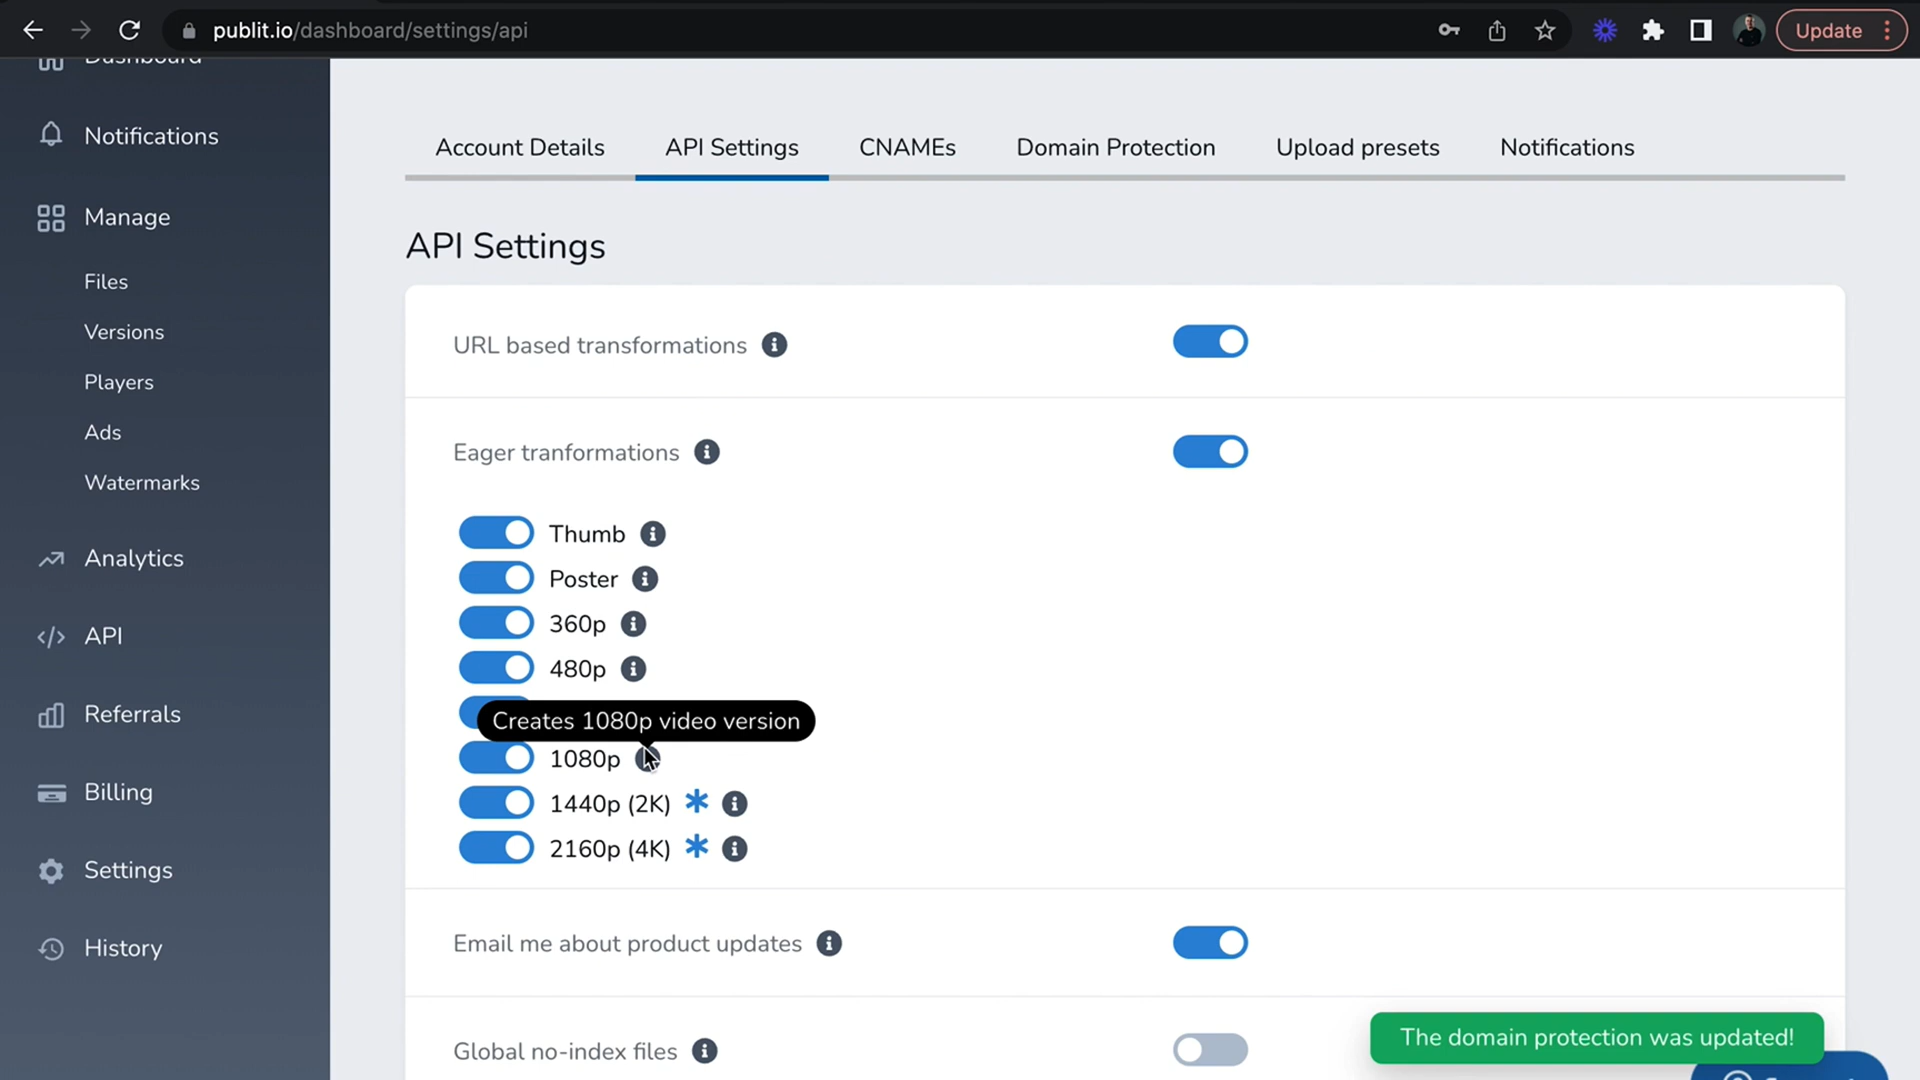 publit.io/dashboard/settings/api
Update
Dashboard
Notifications
Manage
Files
Versions
Players
Ads
Watermarks
Analytics
API
Referrals
Billing
Settings
History
Account Details
API Settings
CNAMEs
Domain Protection
Upload presets
Notifications
API Settings
URL based transformations
Eager tranformations
Thumb
Poster
360p
480p
Creates 1080p video version
1080p
1440p (2K) *
2160p (4K) *
Email me about product updates
Global no-index files
The domain protection was updated!